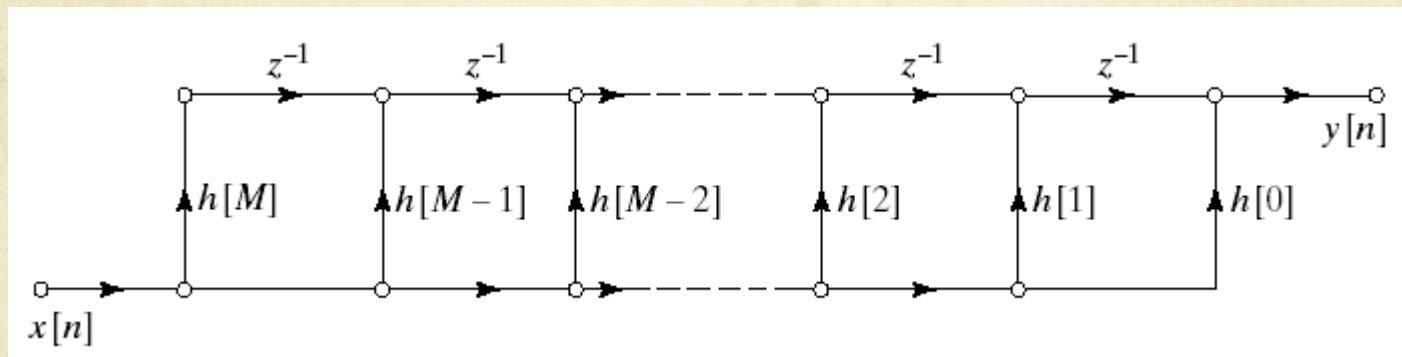 z⁻¹ z⁻¹ z⁻¹ z⁻¹
y[n]
h[M] h[M – 1] h[M – 2] h[2] h[1] h[0]
x[n]